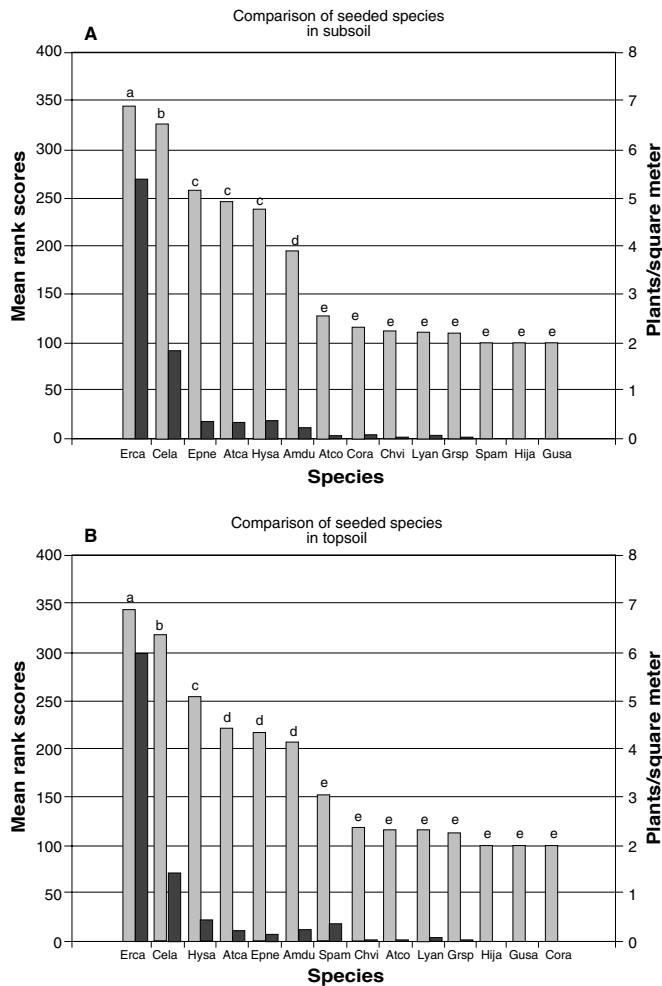 A
Comparison of seeded species
in subsoil
400
350
300
250
200
150
100
50
0
Mean rank scores
8
7
6
5
4
3
2
1
0
Plants/square meter
a
b
c
c
c
d
e
e
e
e
e
e
e
e
Erca Cela Epne Atca Hysa Amdu Atco Cora Chvi Lyan Grsp Spam Hija Gusa
Species
B
Comparison of seeded species
in topsoil
400
350
300
250
200
150
100
50
0
Mean rank scores
8
7
6
5
4
3
2
1
0
Plants/square meter
a
b
c
d
d
d
e
e
e
e
e
e
e
e
Erca Cela Hysa Atca Epne Amdu Spam Chvi Atco Lyan Grsp Hija Gusa Cora
Species